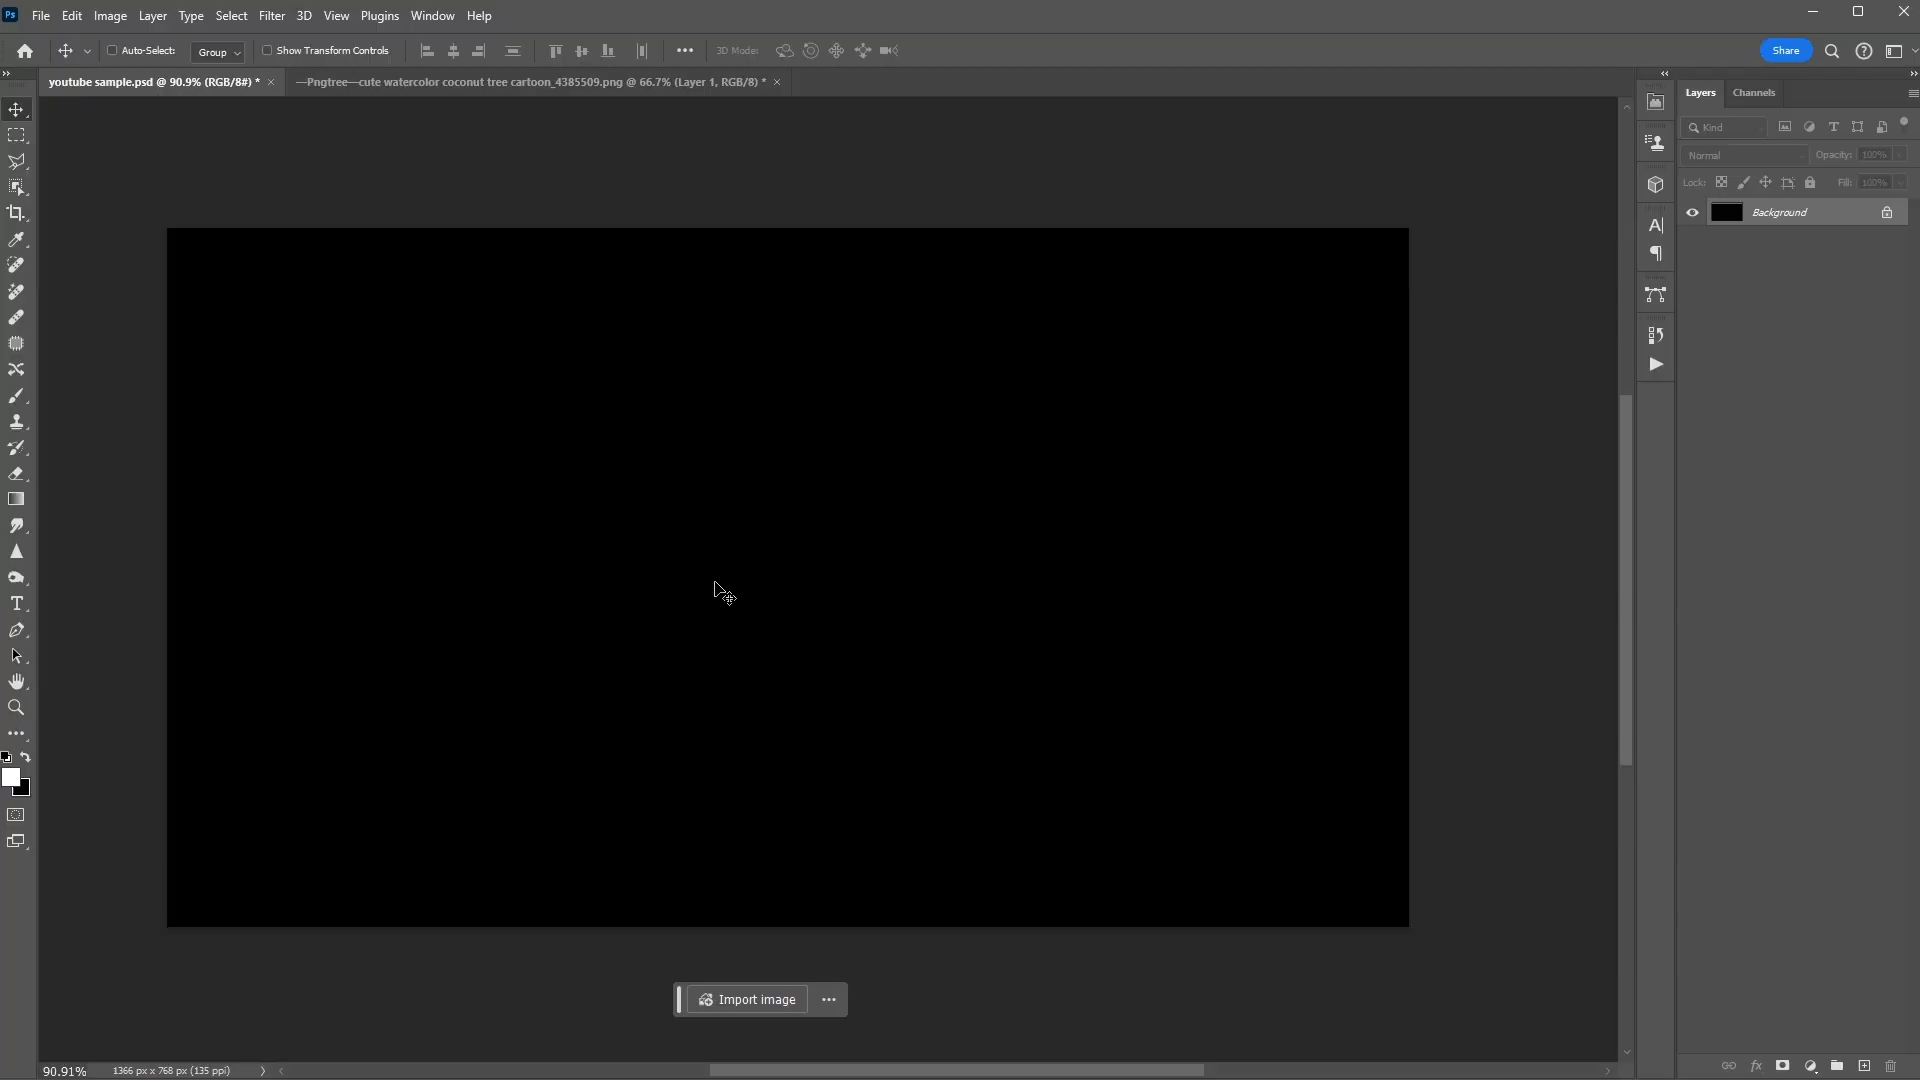 Ps File Edit Image Layer Type Select Filter 3D View Plugins Window Help
Auto-Select: Group Show Transform Controls 3D Mode: Share
youtube sample.psd @ 90.9% (RGB/8#) * × —Pngtree—cute watercolor coconut tree cartoon_4385509.png @ 66.7% (Layer 1, RGB/8) * ×
Layers Channels
Kind
Normal Opacity: 100%
Lock: Fill: 100%
Background
Import image
90.91% 1366 px x 768 px (135 ppi)